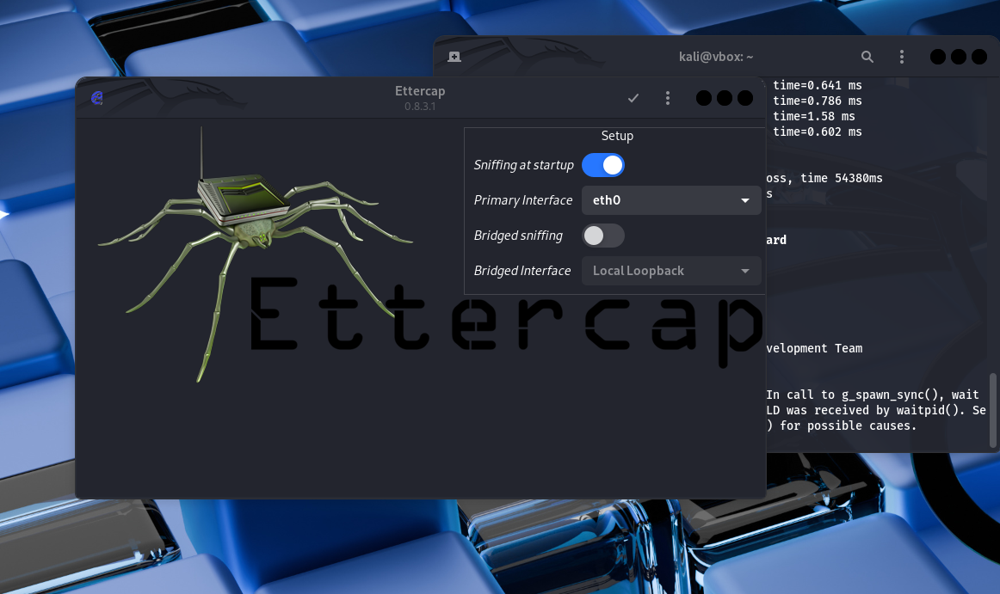 kali@vbox: ~
time=0.641 ms
time=0.786 ms
time=1.58 ms
time=0.602 ms
oss, time 54380ms
s
ard
velopment Team
In call to g_spawn_sync(), wait
LD was received by waitpid(). Se
) for possible causes.
Ettercap
0.8.3.1
Setup
Sniffing at startup
Primary Interface eth0
Bridged sniffing
Bridged Interface Local Loopback
Ettercap